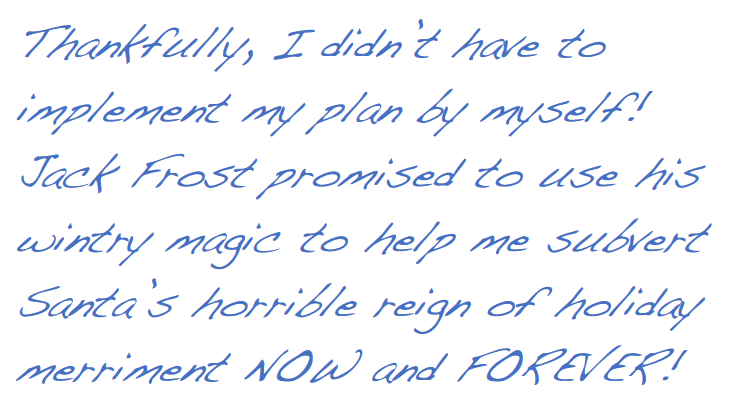 Thankfully, I didn't have to
implement my plan by myself!
Jack Frost promised to use his
wintry magic to help me subvert
Santa's horrible reign of holiday
merriment NOW and FOREVER!